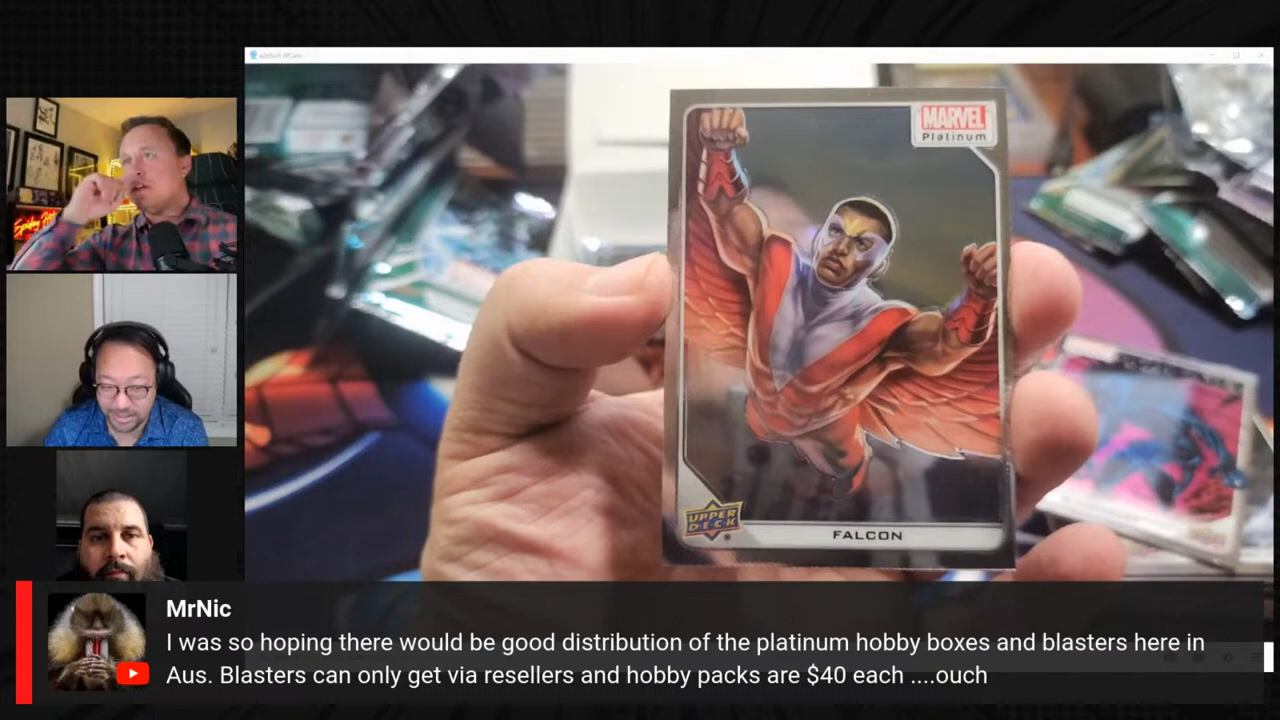 MARVEL
Platinum
UPPER
DECK
FALCON
MrNic
I was so hoping there would be good distribution of the platinum hobby boxes and blasters here in
Aus. Blasters can only get via resellers and hobby packs are $40 each ....ouch